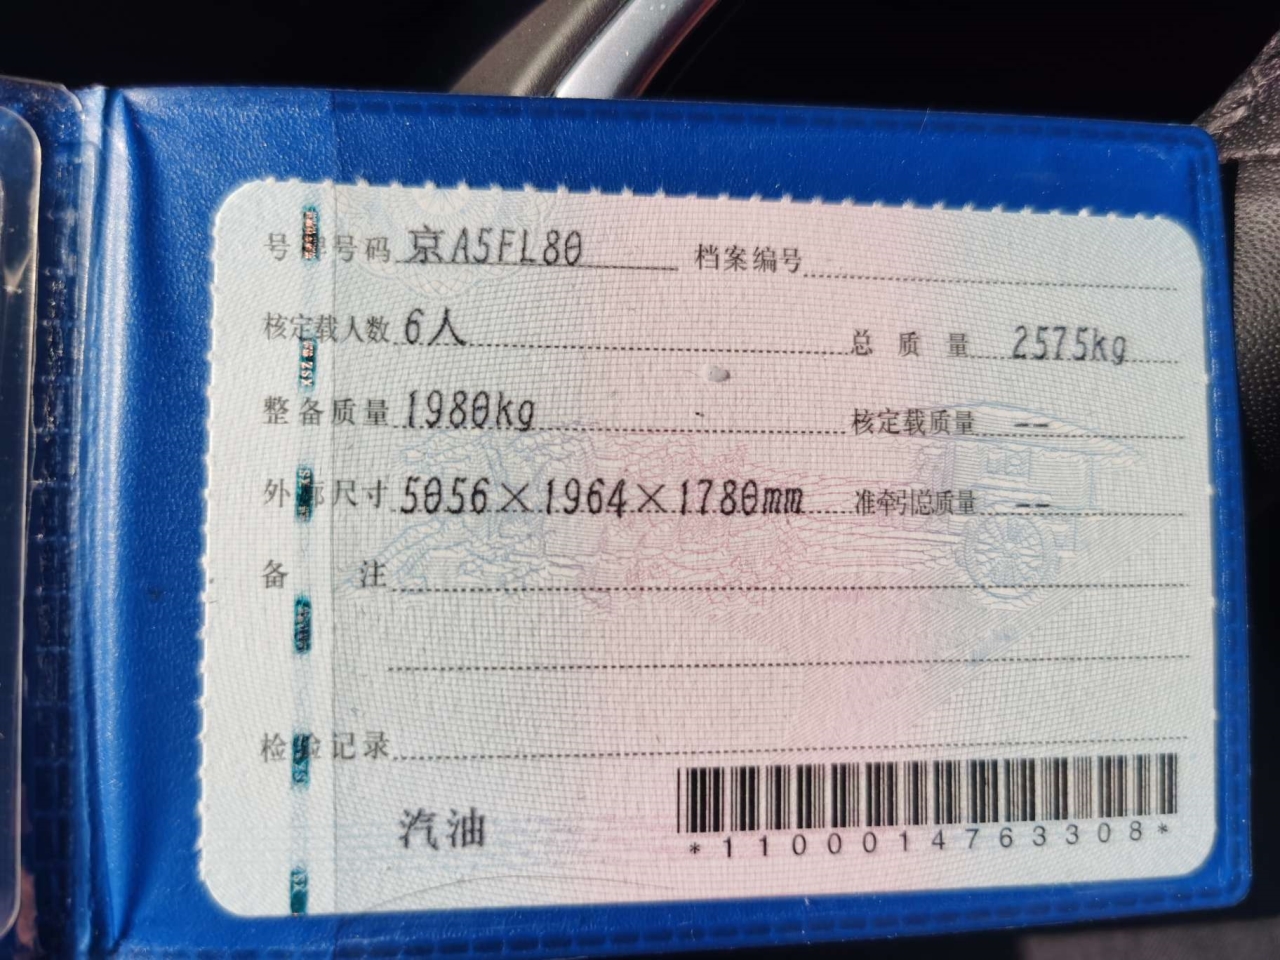 号牌号码 京A5FL80 档案编号
核定载人数 6人 总质量 2575kg
整备质量 1980kg 核定载质量 --
外廓尺寸 5056×1964×1780mm 准牵引总质量 --
备注
检验记录
汽油
*1100014763308*